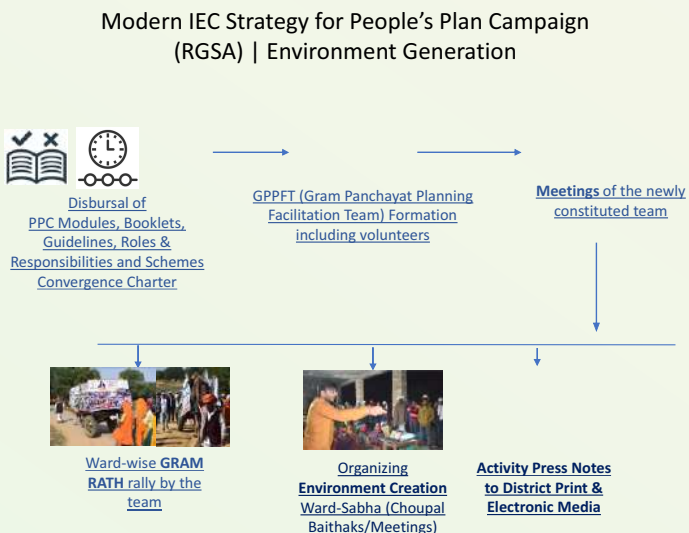 Modern IEC Strategy for People's Plan Campaign
(RGSA) | Environment Generation
Disbursal of
PPC Modules, Booklets,
Guidelines, Roles &
Responsibilities and Schemes
Convergence Charter
GPPFT (Gram Panchayat Planning
Facilitation Team) Formation
including volunteers
Meetings of the newly
constituted team
Ward-wise GRAM
RATH rally by the
team
Organizing
Environment Creation
Ward-Sabha (Choupal
Baithaks/Meetings)
Activity Press Notes
to District Print &
Electronic Media